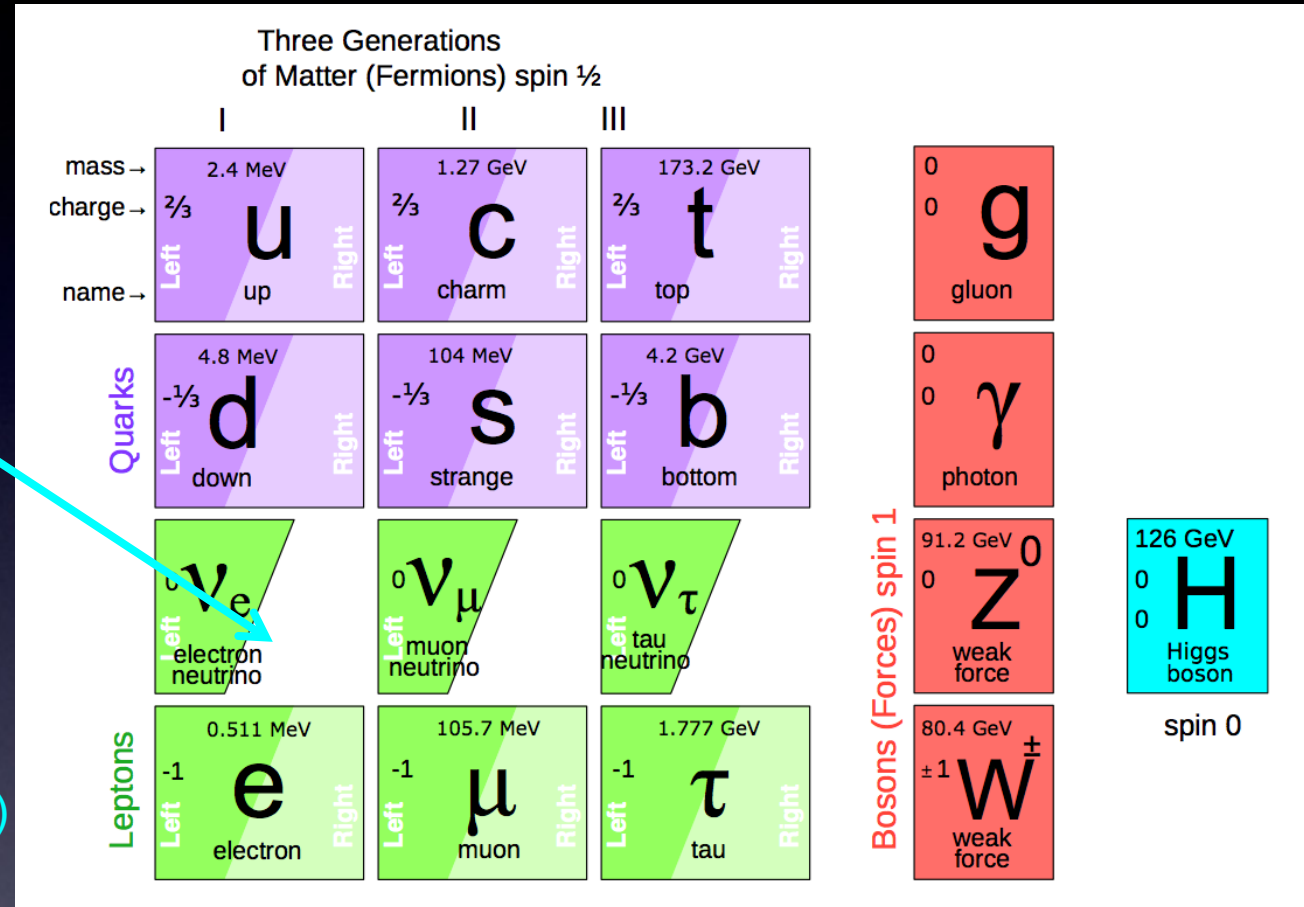 Three Generations
of Matter (Fermions) spin ½
I II III
mass→
charge→
name→
2.4 MeV
⅔
u
Left
Right
up
1.27 GeV
⅔
c
Left
Right
charm
173.2 GeV
⅔
t
Left
Right
top
0
0
g
gluon
Quarks
4.8 MeV
-⅓
d
Left
Right
down
104 MeV
-⅓
s
Left
Right
strange
4.2 GeV
-⅓
b
Left
Right
bottom
0
0
γ
photon
0
νe
Left
electron
neutrino
0
νμ
Left
muon
neutrino
0
ντ
Left
tau
neutrino
Bosons (Forces) spin 1
91.2 GeV
0
Z0
weak
force
126 GeV
0
0
H
Higgs
boson
spin 0
Leptons
0.511 MeV
-1
e
Left
Right
electron
105.7 MeV
-1
μ
Left
Right
muon
1.777 GeV
-1
τ
Left
Right
tau
80.4 GeV
±1
W±
weak
force
)